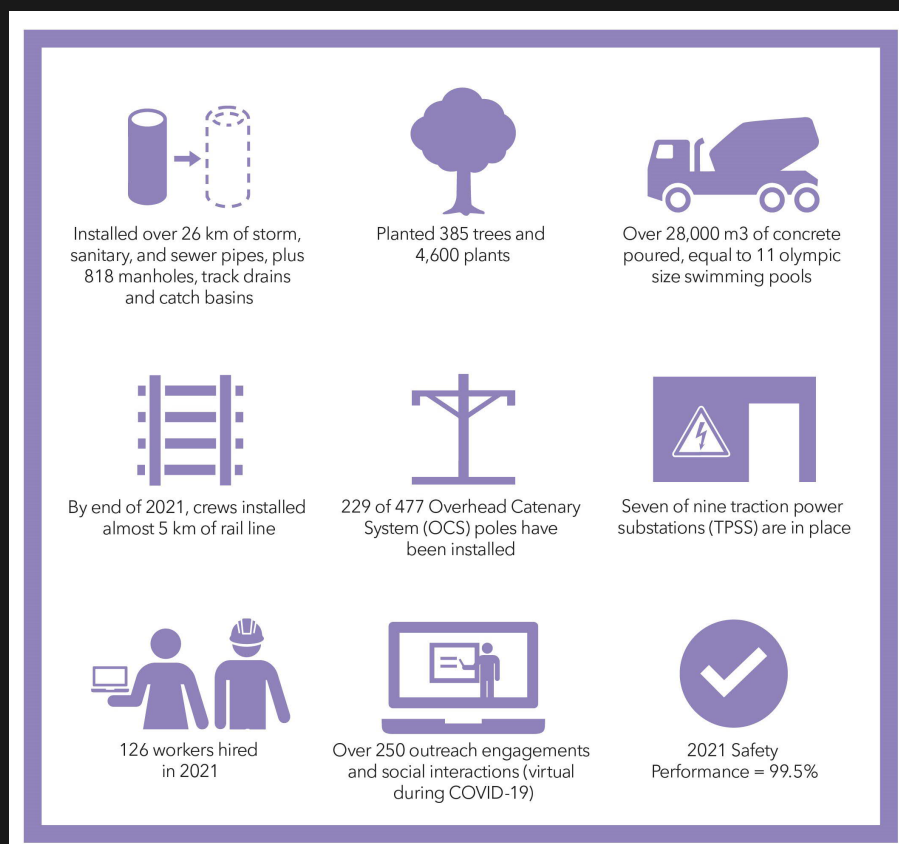 Installed over 26 km of storm,
sanitary, and sewer pipes, plus
818 manholes, track drains
and catch basins
Planted 385 trees and
4,600 plants
Over 28,000 m3 of concrete
poured, equal to 11 olympic
size swimming pools
By end of 2021, crews installed
almost 5 km of rail line
229 of 477 Overhead Catenary
System (OCS) poles have
been installed
Seven of nine traction power
substations (TPSS) are in place
126 workers hired
in 2021
Over 250 outreach engagements
and social interactions (virtual
during COVID-19)
2021 Safety
Performance = 99.5%